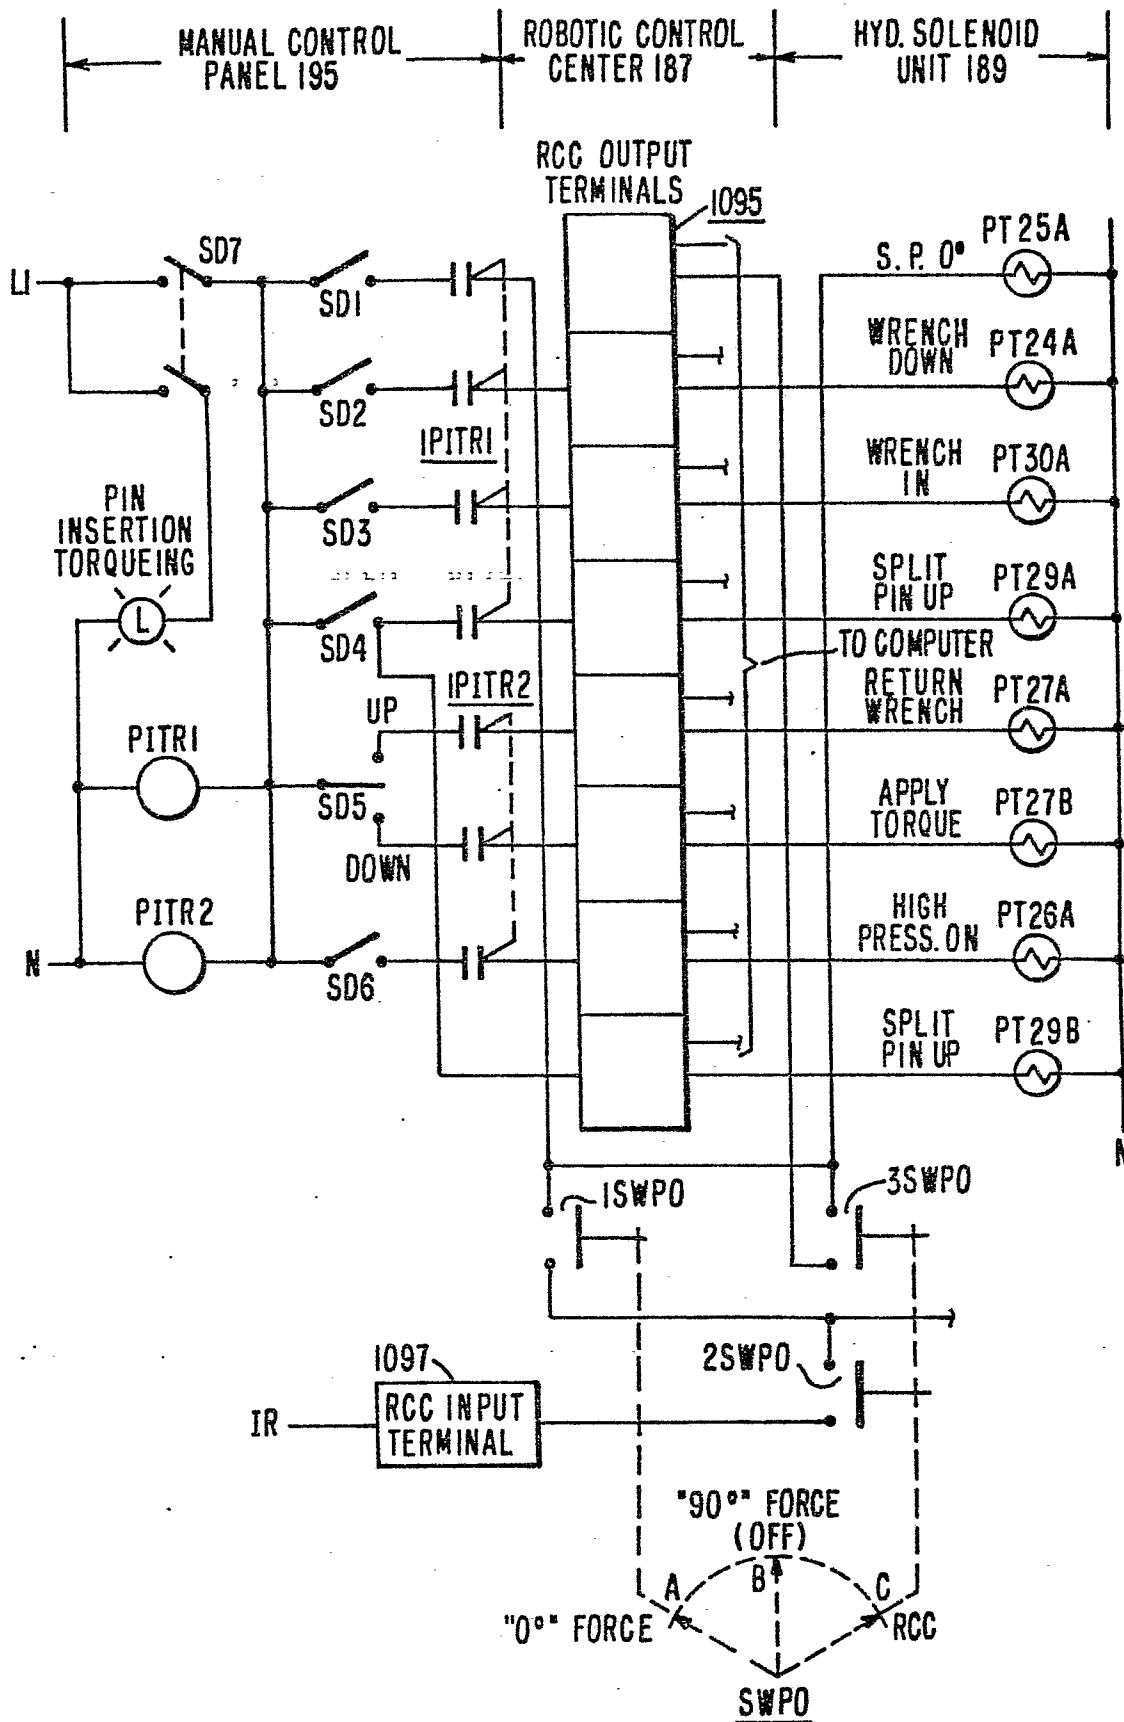 MANUAL CONTROL
PANEL 195
ROBOTIC CONTROL
CENTER 187
HYD. SOLENOID
UNIT 189
RCC OUTPUT
TERMINALS
1095
L1
SD7
SD1
S.P. 0°
PT25A
SD2
WRENCH
DOWN
PT24A
1PITR1
PIN
INSERTION
TORQUEING
SD3
WRENCH
IN
PT30A
L
SD4
SPLIT
PIN UP
PT29A
TO COMPUTER
PITR1
UP
1PITR2
RETURN
WRENCH
PT27A
SD5
DOWN
APPLY
TORQUE
PT27B
PITR2
N
SD6
HIGH
PRESS. ON
PT26A
SPLIT
PIN UP
PT29B
N
1SWPO
3SWPO
2SWPO
1097
IR
RCC INPUT
TERMINAL
"90°" FORCE
(OFF)
A
B
C
"0°" FORCE
RCC
SWPO